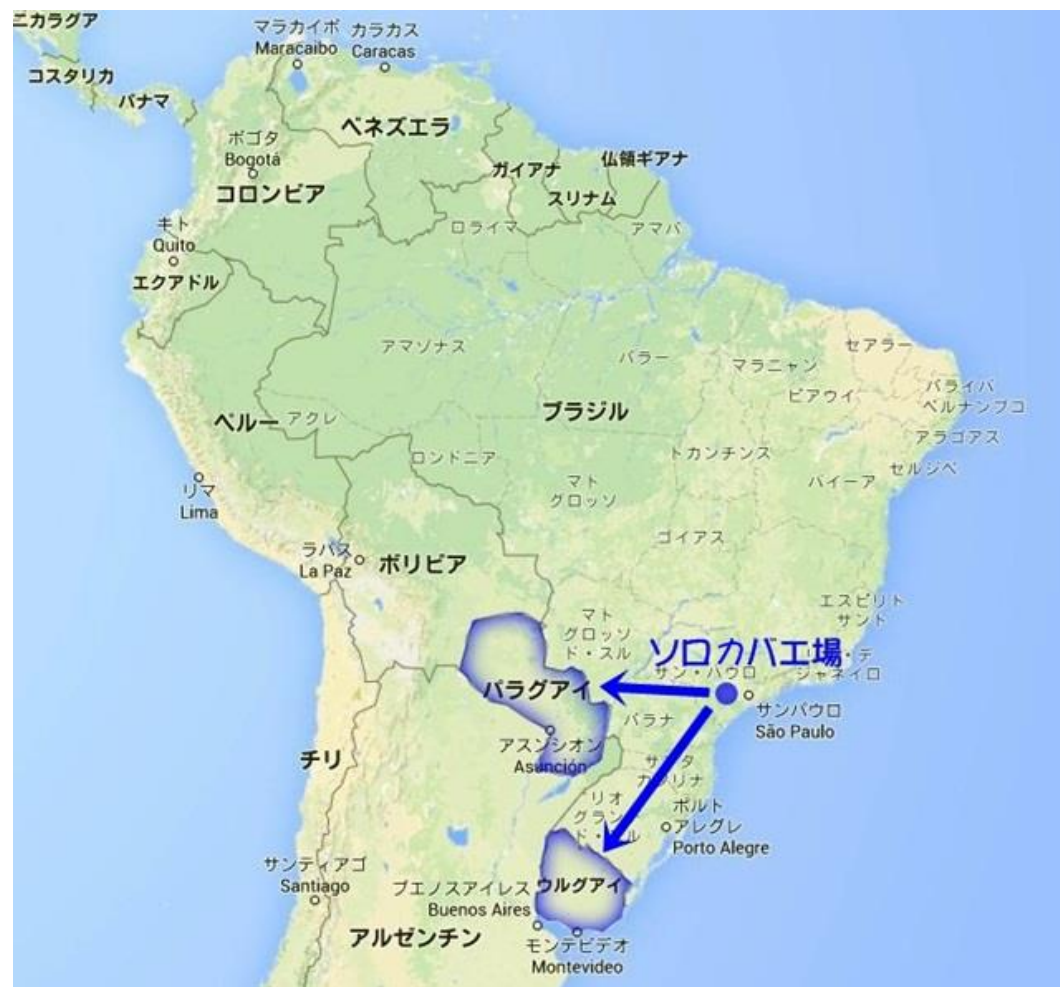 ニカラグア
マラカイボ
Maracaibo
カラカス
Caracas
コスタリカ
パナマ
ベネズエラ
ボゴタ
Bogotá
ガイアナ
仏領ギアナ
コロンビア
スリナム
キト
Quito
ロライマ
アマパ
エクアドル
アマゾナス
パラー
マラニャン
セアラー
ピアウイ
パライバ
ペルナンブコ
ペルー
アクレ
ブラジル
アラゴアス
ロンドニア
トカンチンス
セルジペ
バイーア
マト
グロッソ
リマ
Lima
ゴイアス
ラパス
La Paz
ボリビア
エスピリト
サント
マト
グロッソ
ド・スル
ソロカバ工場
サン・パウロ
・デ
ジャネイロ
パラグアイ
サンパウロ
São Paulo
パラナ
アスンシオン
Asunción
チリ
サ タ
カタリナ
リオ
グラン
ド・ ル
ポルト
アレグレ
Porto Alegre
サンティアゴ
Santiago
ブエノスアイレス
Buenos Aires
ウルグアイ
アルゼンチン
モンテビデオ
Montevideo